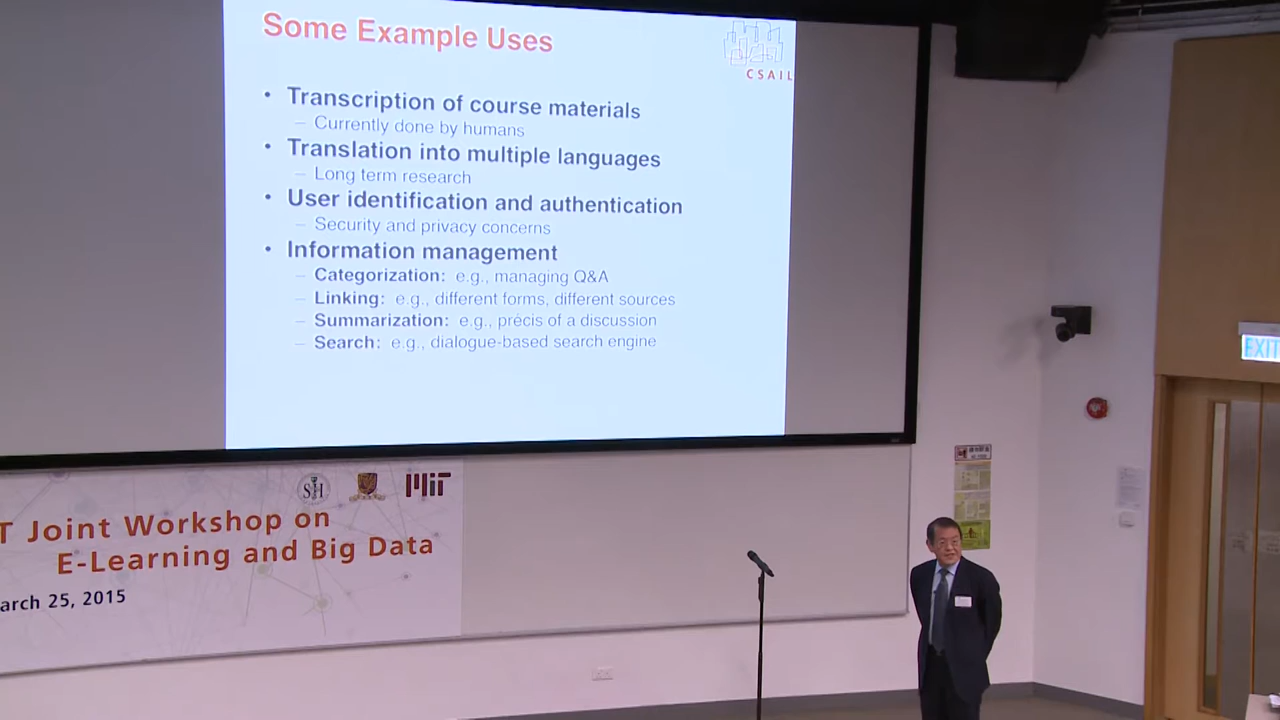 Some Example Uses
CSAIL
• Transcription of course materials
– Currently done by humans
• Translation into multiple languages
– Long term research
• User identification and authentication
– Security and privacy concerns
• Information management
– Categorization: e.g., managing Q&A
– Linking: e.g., different forms, different sources
– Summarization: e.g., précis of a discussion
– Search: e.g., dialogue-based search engine
EXIT
SH
MIT
T Joint Workshop on
E-Learning and Big Data
arch 25, 2015